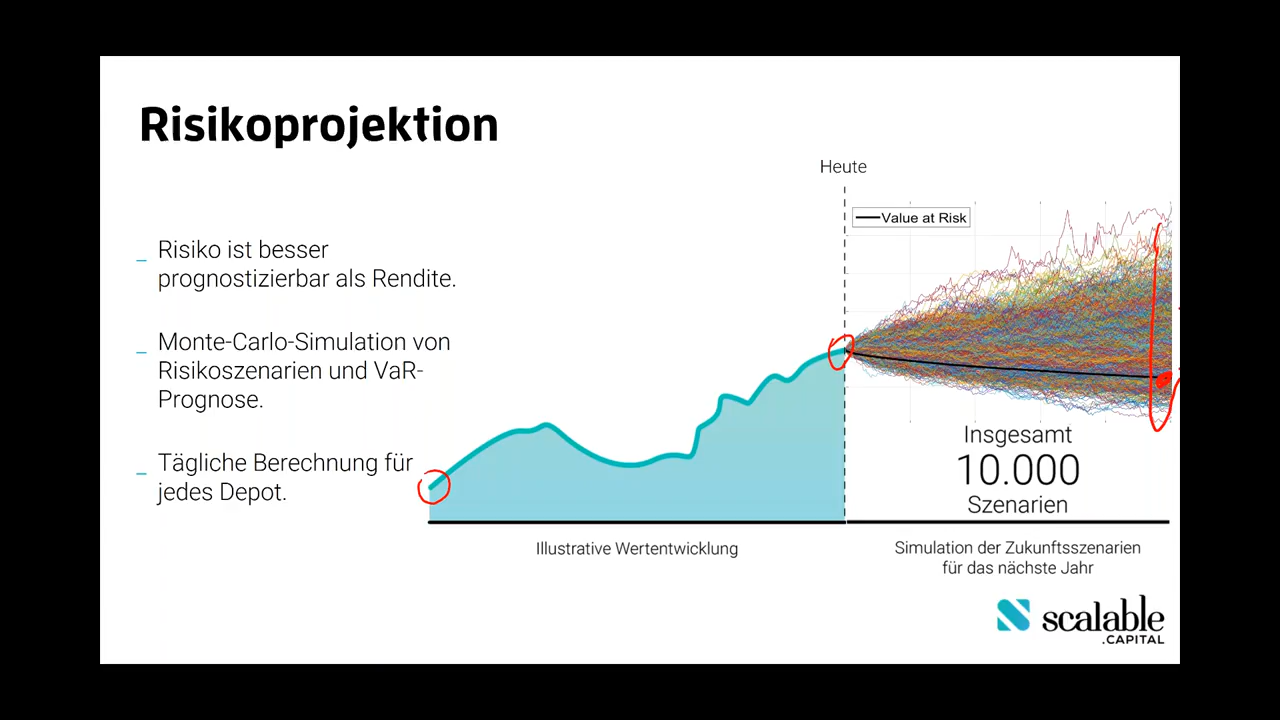 Risikoprojektion
_ Risiko ist besser
prognostizierbar als Rendite.
_ Monte-Carlo-Simulation von
Risikoszenarien und VaR-
Prognose.
_ Tägliche Berechnung für
jedes Depot.
Heute
Value at Risk
Insgesamt
10.000
Szenarien
Illustrative Wertentwicklung
Simulation der Zukunftsszenarien
für das nächste Jahr
scalable
.CAPITAL